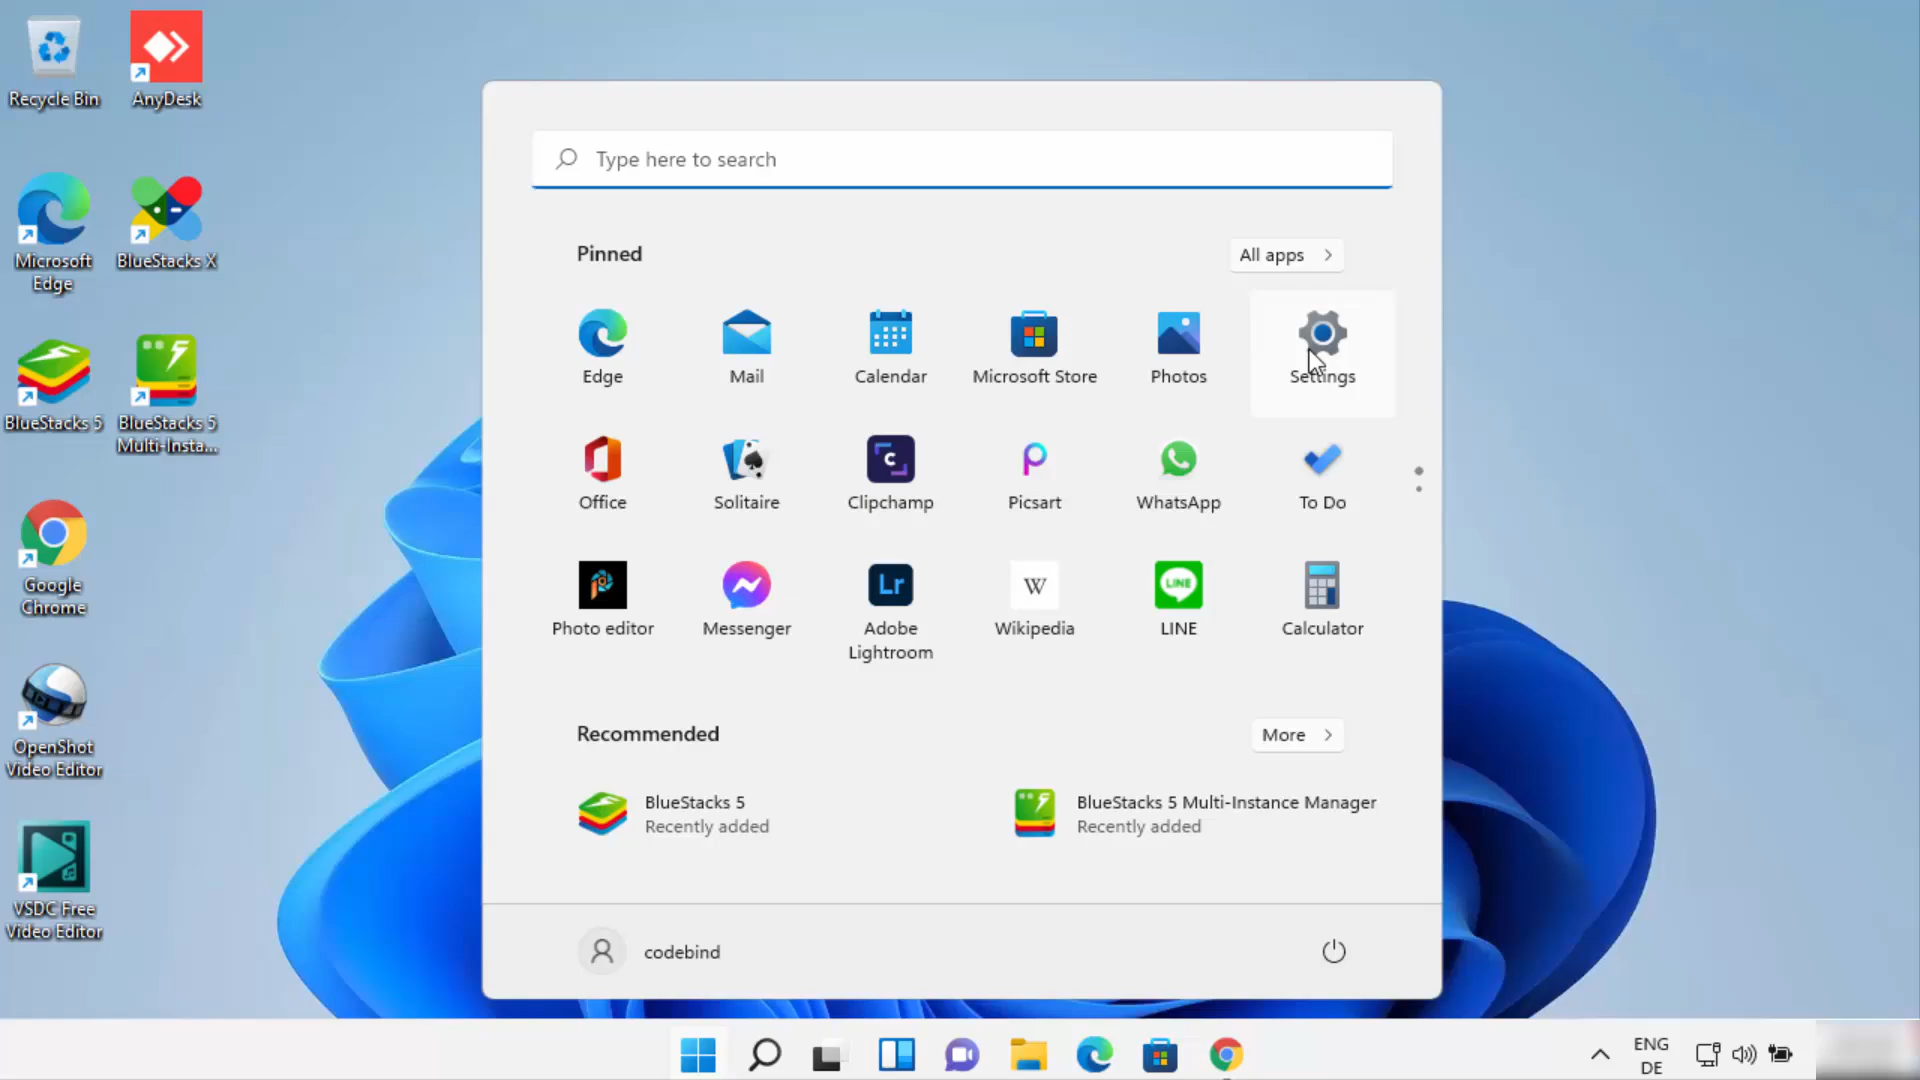 Recycle Bin
AnyDesk
Microsoft
Edge
BlueStacks X
BlueStacks 5
BlueStacks 5
Multi-Insta...
Google
Chrome
OpenShot
Video Editor
VSDC Free
Video Editor
Type here to search
Pinned
All apps
Edge
Mail
Calendar
Microsoft Store
Photos
Settings
Office
Solitaire
Clipchamp
Picsart
WhatsApp
To Do
Photo editor
Messenger
Lr
Adobe
Lightroom
W
Wikipedia
LINE
LINE
Calculator
Recommended
More
BlueStacks 5
Recently added
BlueStacks 5 Multi-Instance Manager
Recently added
codebind
ENG
DE